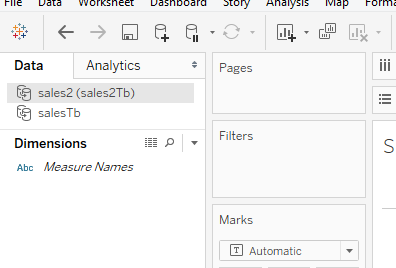 File Data Worksheet Dashboard Story Analysis Map Forma
Data Analytics
Pages
sales2 (sales2Tb)
salesTb
Filters
Dimensions
Abc Measure Names
Marks
T Automatic
S